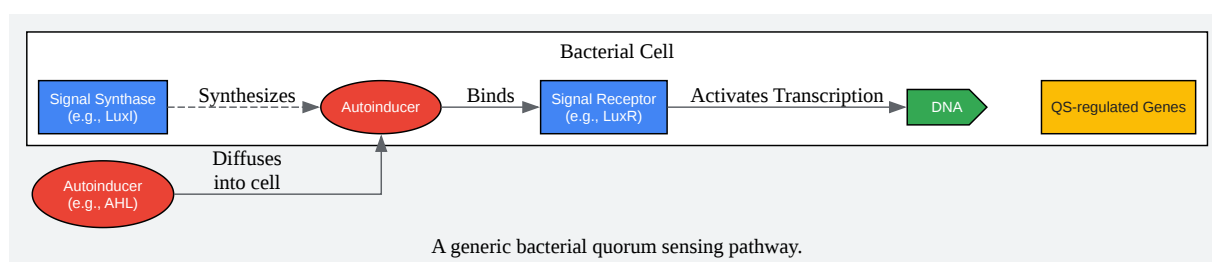 Bacterial Cell
Signal Synthase
(e.g., LuxI)
Synthesizes
Autoinducer
Binds
Signal Receptor
(e.g., LuxR)
Activates Transcription
DNA
QS-regulated Genes
Autoinducer
(e.g., AHL)
Diffuses
into cell
A generic bacterial quorum sensing pathway.